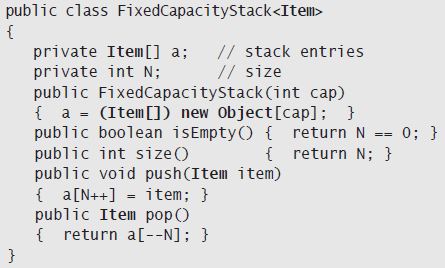 public class FixedCapacityStack<Item>
{
   private Item[] a;   // stack entries
   private int N;      // size
   public FixedCapacityStack(int cap)
   {  a = (Item[]) new Object[cap];  }
   public boolean isEmpty() {  return N == 0; }
   public int size()        {  return N; }
   public void push(Item item)
   {  a[N++] = item; }
   public Item pop()
   {  return a[--N]; }
}